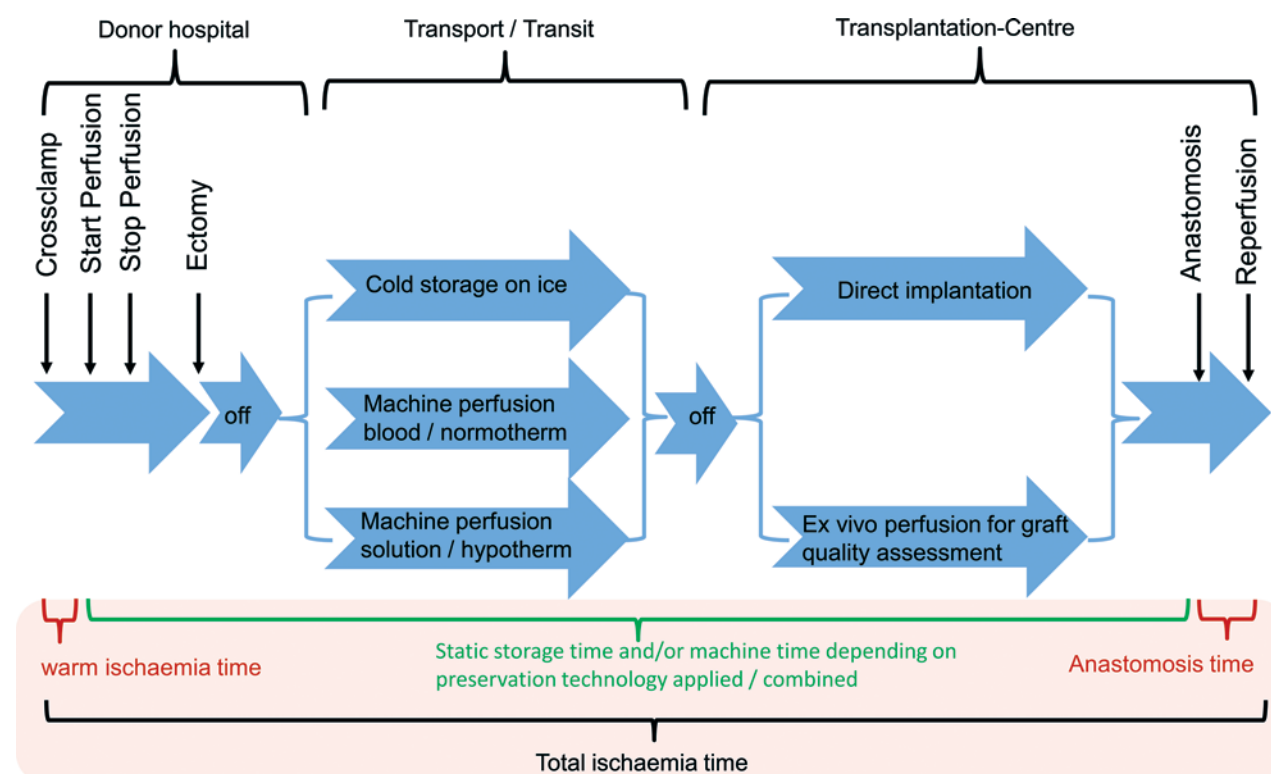 Donor hospital
Transport / Transit
Transplantation-Centre
Crossclamp
Start Perfusion
Stop Perfusion
Ectomy
Anastomosis
Reperfusion
off
Cold storage on ice
Machine perfusion
blood / normotherm
Machine perfusion
solution / hypotherm
off
Direct implantation
Ex vivo perfusion for graft
quality assessment
warm ischaemia time
Static storage time and/or machine time depending on
preservation technology applied / combined
Anastomosis time
Total ischaemia time